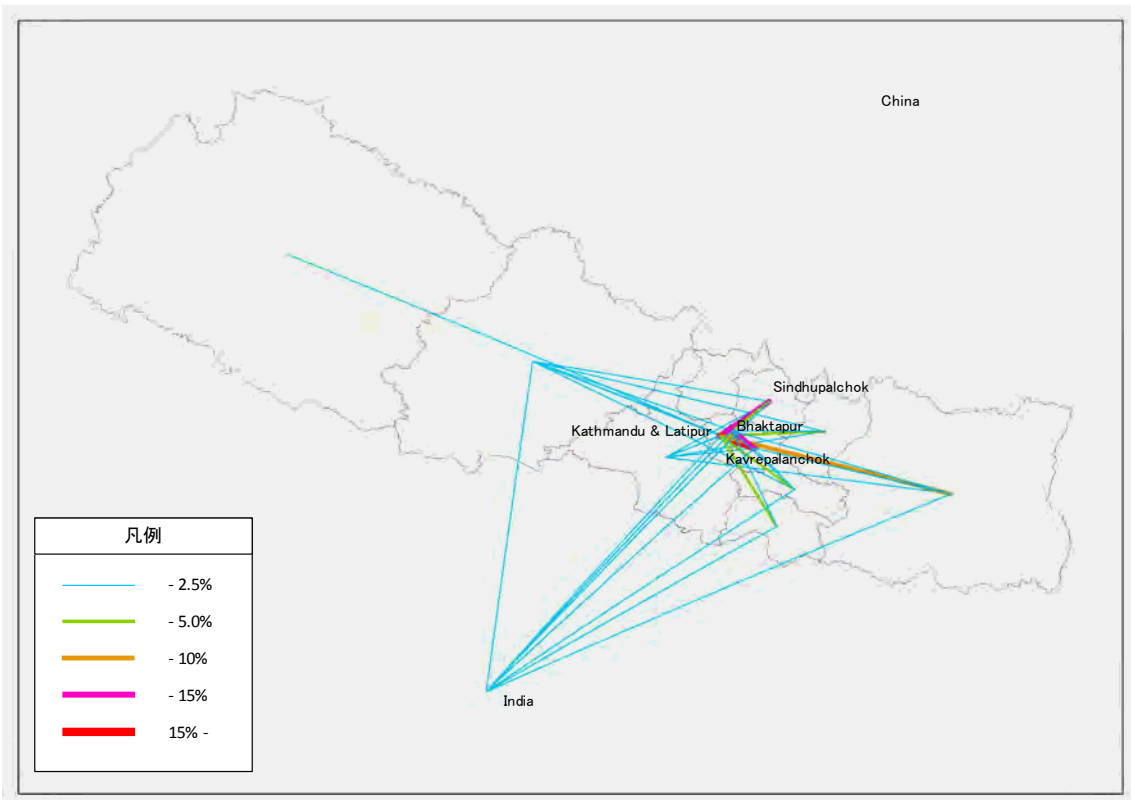 China
Sindhupalchok
Bhaktapur
Kathmandu & Latipur
Kavrepalanchok
凡例
- 2.5%
- 5.0%
- 10%
- 15%
15% -
India